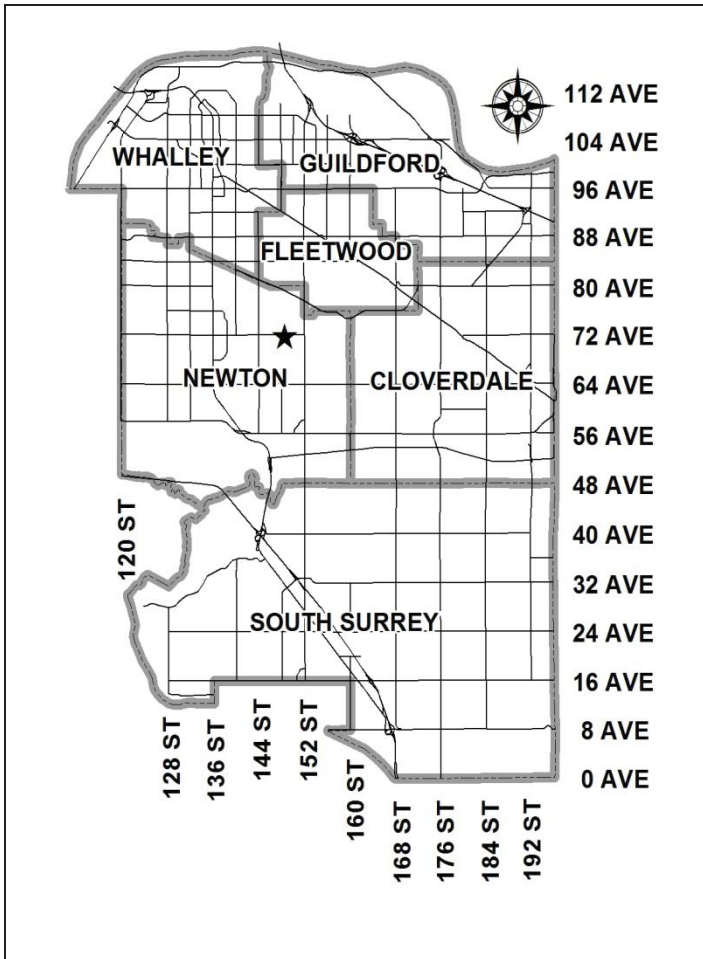 112 AVE
104 AVE
WHALLEY
GUILDFORD
96 AVE
88 AVE
FLEETWOOD
80 AVE
72 AVE
NEWTON
CLOVERDALE
64 AVE
56 AVE
48 AVE
120 ST
40 AVE
32 AVE
SOUTH SURREY
24 AVE
16 AVE
8 AVE
0 AVE
128 ST
136 ST
144 ST
152 ST
160 ST
168 ST
176 ST
184 ST
192 ST